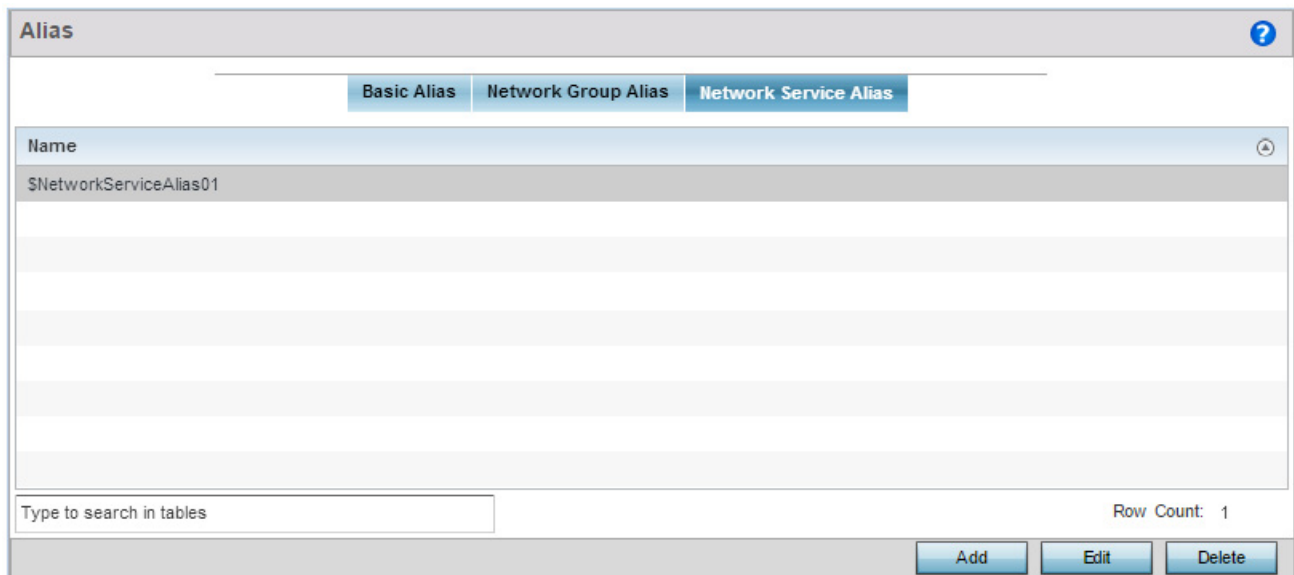 Alias
?
Basic Alias Network Group Alias Network Service Alias
Name
$NetworkServiceAlias01
Type to search in tables
Row Count: 1
Add Edit Delete